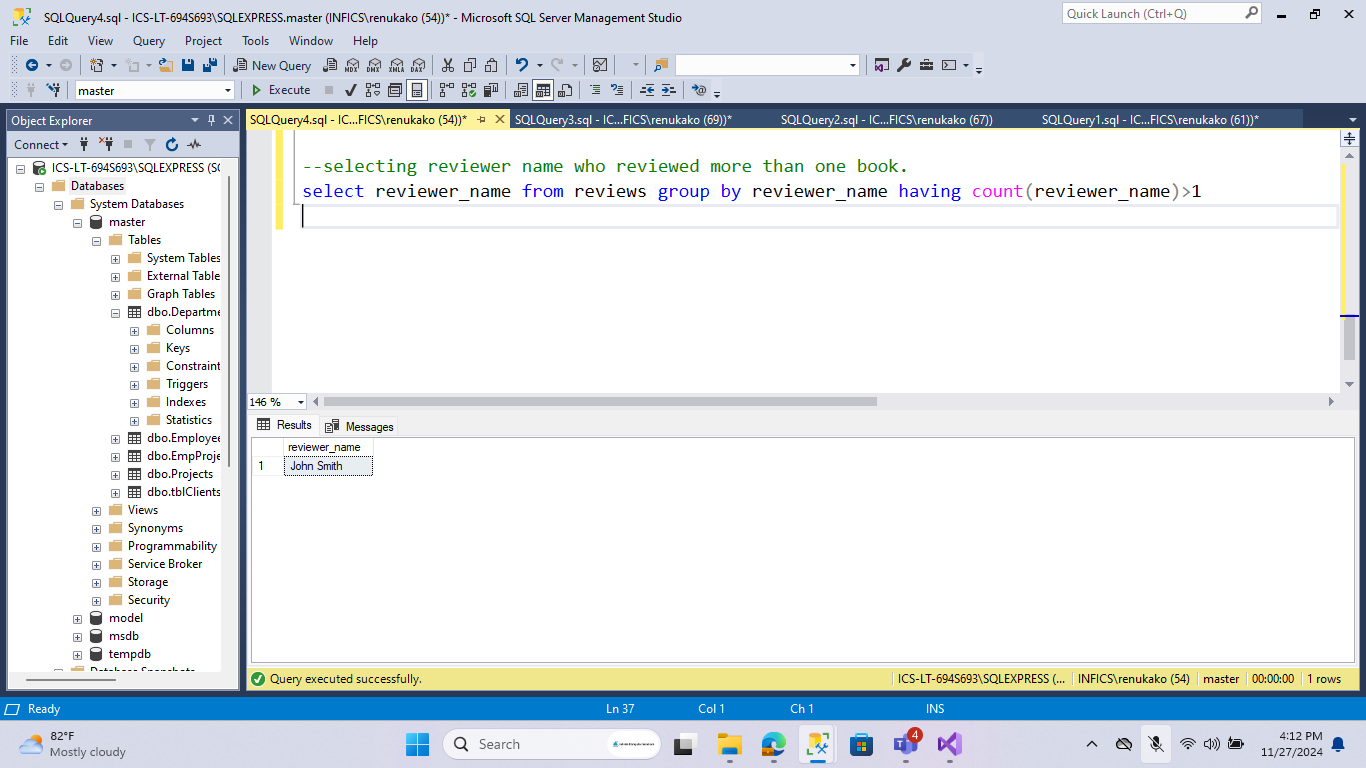 SQLQuery4.sql - ICS-LT-694S693\SQLEXPRESS.master (INFICS\renukako (54))* - Microsoft SQL Server Management Studio
Quick Launch (Ctrl+Q)
File Edit View Query Project Tools Window Help
New Query MDX DMX XMLA DAX
master Execute
Object Explorer
SQLQuery4.sql - IC...FICS\renukako (54))* SQLQuery3.sql - IC...FICS\renukako (69))* SQLQuery2.sql - IC...FICS\renukako (67)) SQLQuery1.sql - IC...FICS\renukako (61))*
Connect
ICS-LT-694S693\SQLEXPRESS (SQ
Databases
System Databases
master
Tables
System Tables
External Table
Graph Tables
dbo.Departme
Columns
Keys
Constraint
Triggers
Indexes
Statistics
dbo.Employee
dbo.EmpProje
dbo.Projects
dbo.tblClients
Views
Synonyms
Programmability
Service Broker
Storage
Security
model
msdb
tempdb
Database Snapshots
--selecting reviewer name who reviewed more than one book.
select reviewer_name from reviews group by reviewer_name having count(reviewer_name)>1
146 %
Results Messages
reviewer_name
1 John Smith
Query executed successfully. ICS-LT-694S693\SQLEXPRESS (... INFICS\renukako (54) master 00:00:00 1 rows
Ready Ln 37 Col 1 Ch 1 INS
82°F
Mostly cloudy
Search
4
4:12 PM
11/27/2024